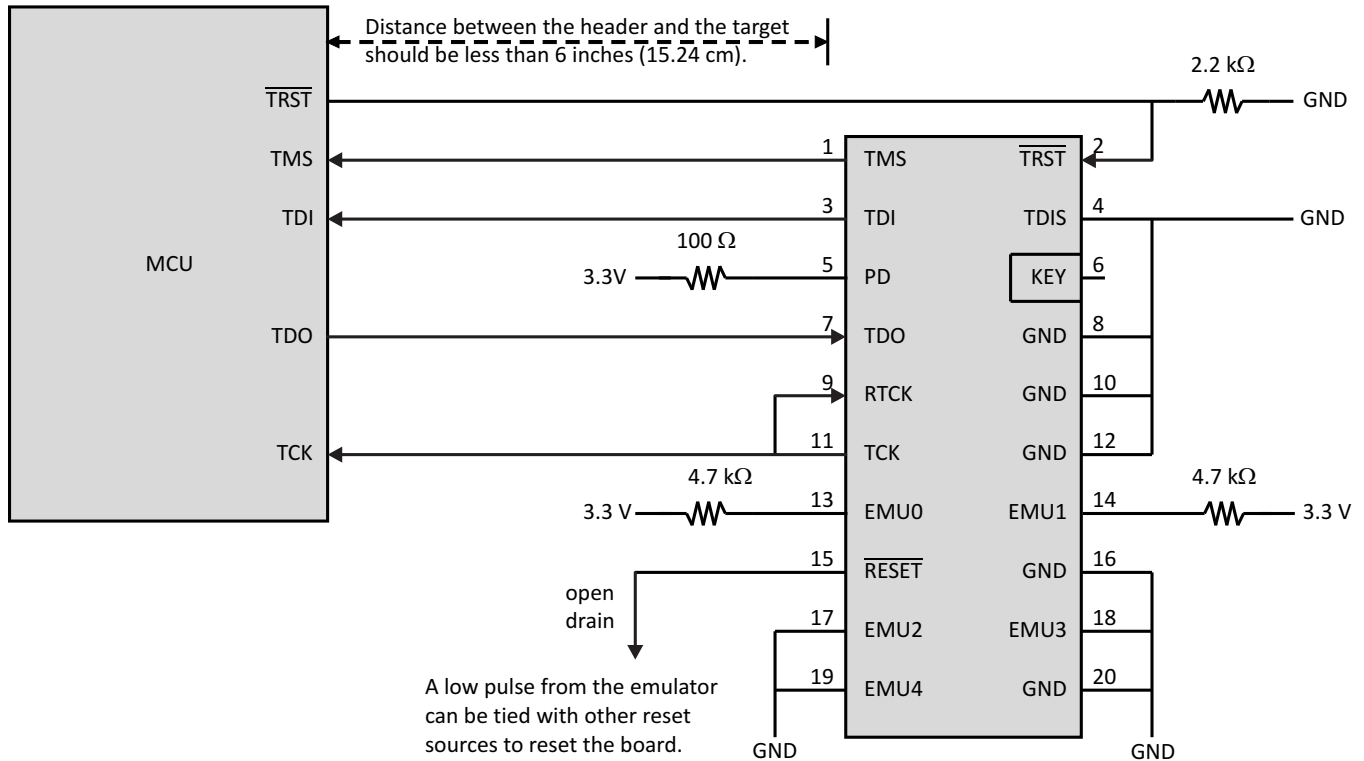 Distance between the header and the target
should be less than 6 inches (15.24 cm).
2.2 kΩ
TRST
GND
1
TMS
TMS
TRST
2
TDI
3
TDI
TDIS
4
GND
100 Ω
MCU
3.3V
5
PD
KEY
6
TDO
7
TDO
GND
8
9
RTCK
GND
10
TCK
11
TCK
GND
12
4.7 kΩ
4.7 kΩ
3.3 V
13
EMU0
EMU1
14
3.3 V
15
RESET
GND
16
open
drain
17
EMU2
EMU3
18
19
EMU4
GND
20
A low pulse from the emulator
can be tied with other reset
sources to reset the board.
GND
GND